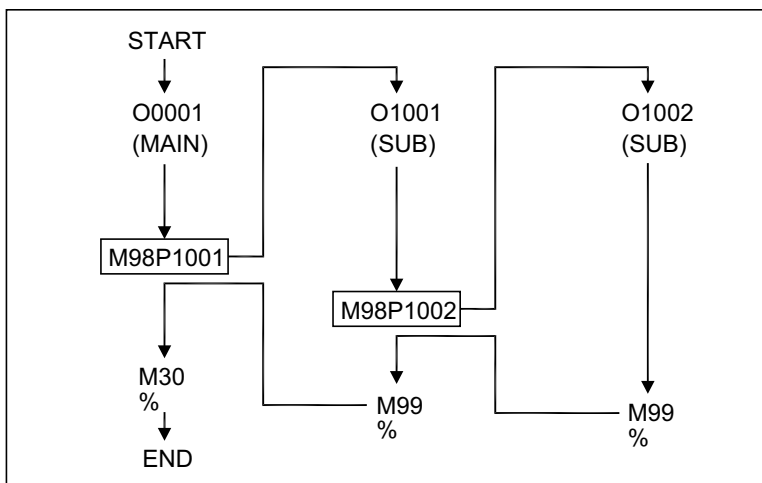 START
O0001
(MAIN)
M98P1001
M30
%
END
O1001
(SUB)
M98P1002
M99
%
O1002
(SUB)
M99
%